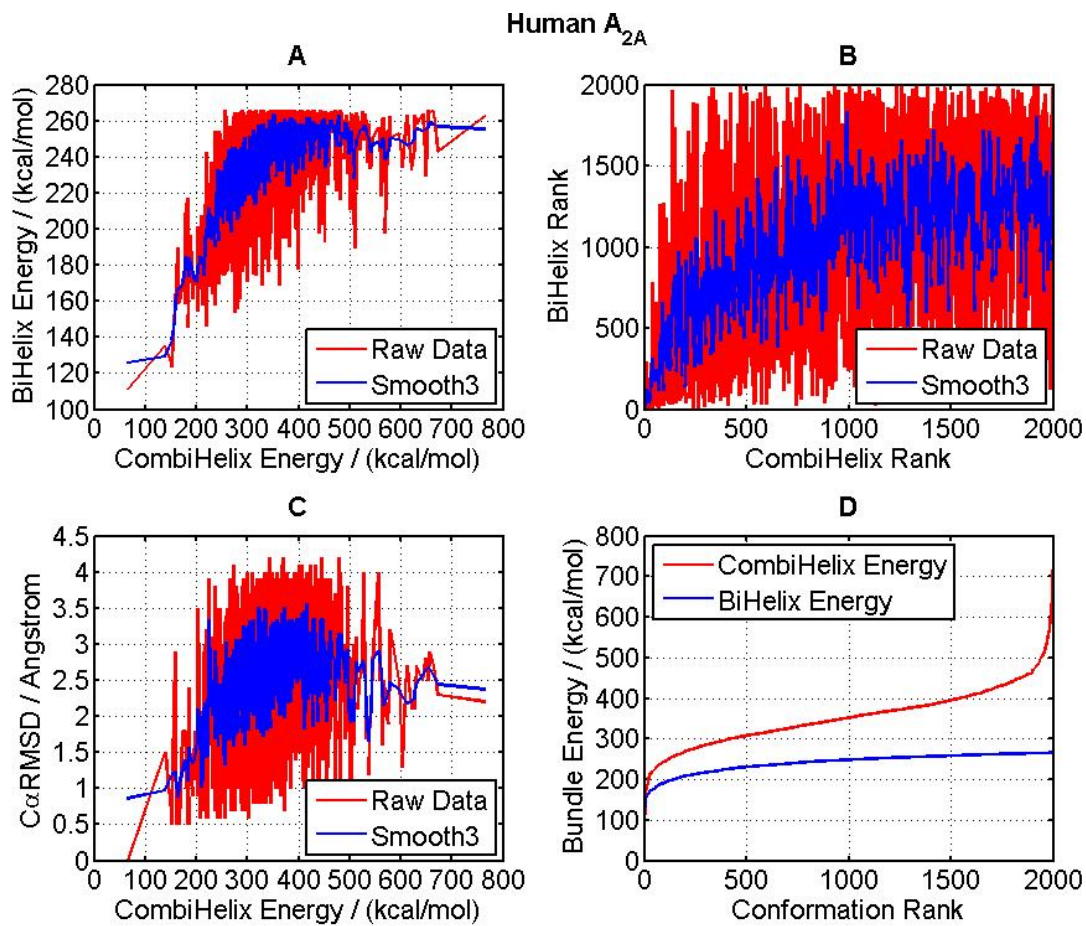 Human A2A
A
BiHelix Energy / (kcal/mol)
280
260
240
220
200
180
160
140
120
100
Raw Data
Smooth3
0 100 200 300 400 500 600 700 800
CombiHelix Energy / (kcal/mol)
B
BiHelix Rank
2000
1500
1000
500
0
Raw Data
Smooth3
0 500 1000 1500 2000
CombiHelix Rank
C
CαRMSD / Angstrom
4.5
4
3.5
3
2.5
2
1.5
1
0.5
0
Raw Data
Smooth3
0 100 200 300 400 500 600 700 800
CombiHelix Energy / (kcal/mol)
D
Bundle Energy / (kcal/mol)
800
700
600
500
400
300
200
100
0
CombiHelix Energy
BiHelix Energy
0 500 1000 1500 2000
Conformation Rank